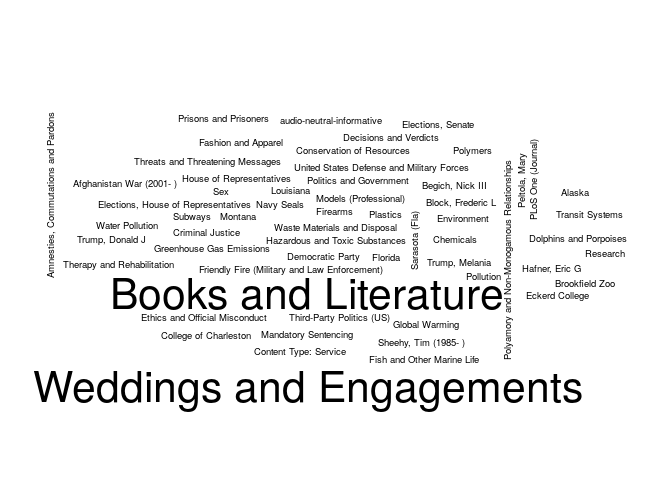 Amnesties, Commutations and Pardons
Prisons and Prisoners
audio-neutral-informative
Elections, Senate
Decisions and Verdicts
Fashion and Apparel
Conservation of Resources
Polymers
Threats and Threatening Messages
United States Defense and Military Forces
Afghanistan War (2001- )
House of Representatives
Politics and Government
Begich, Nick III
Sex
Louisiana
Models (Professional)
Block, Frederic L
Elections, House of Representatives
Navy Seals
Firearms
Plastics
Environment
Subways
Montana
Water Pollution
Criminal Justice
Waste Materials and Disposal
Trump, Donald J
Hazardous and Toxic Substances
Chemicals
Sarasota (Fla)
Greenhouse Gas Emissions
Democratic Party
Florida
Therapy and Rehabilitation
Friendly Fire (Military and Law Enforcement)
Trump, Melania
Pollution
Polyamory and Non-Monogamous Relationships
Peltola, Mary
PLoS One (Journal)
Alaska
Transit Systems
Dolphins and Porpoises
Research
Hafner, Eric G
Brookfield Zoo
Eckerd College
Books and Literature
Ethics and Official Misconduct
Third-Party Politics (US)
Global Warming
College of Charleston
Mandatory Sentencing
Sheehy, Tim (1985- )
Content Type: Service
Fish and Other Marine Life
Weddings and Engagements